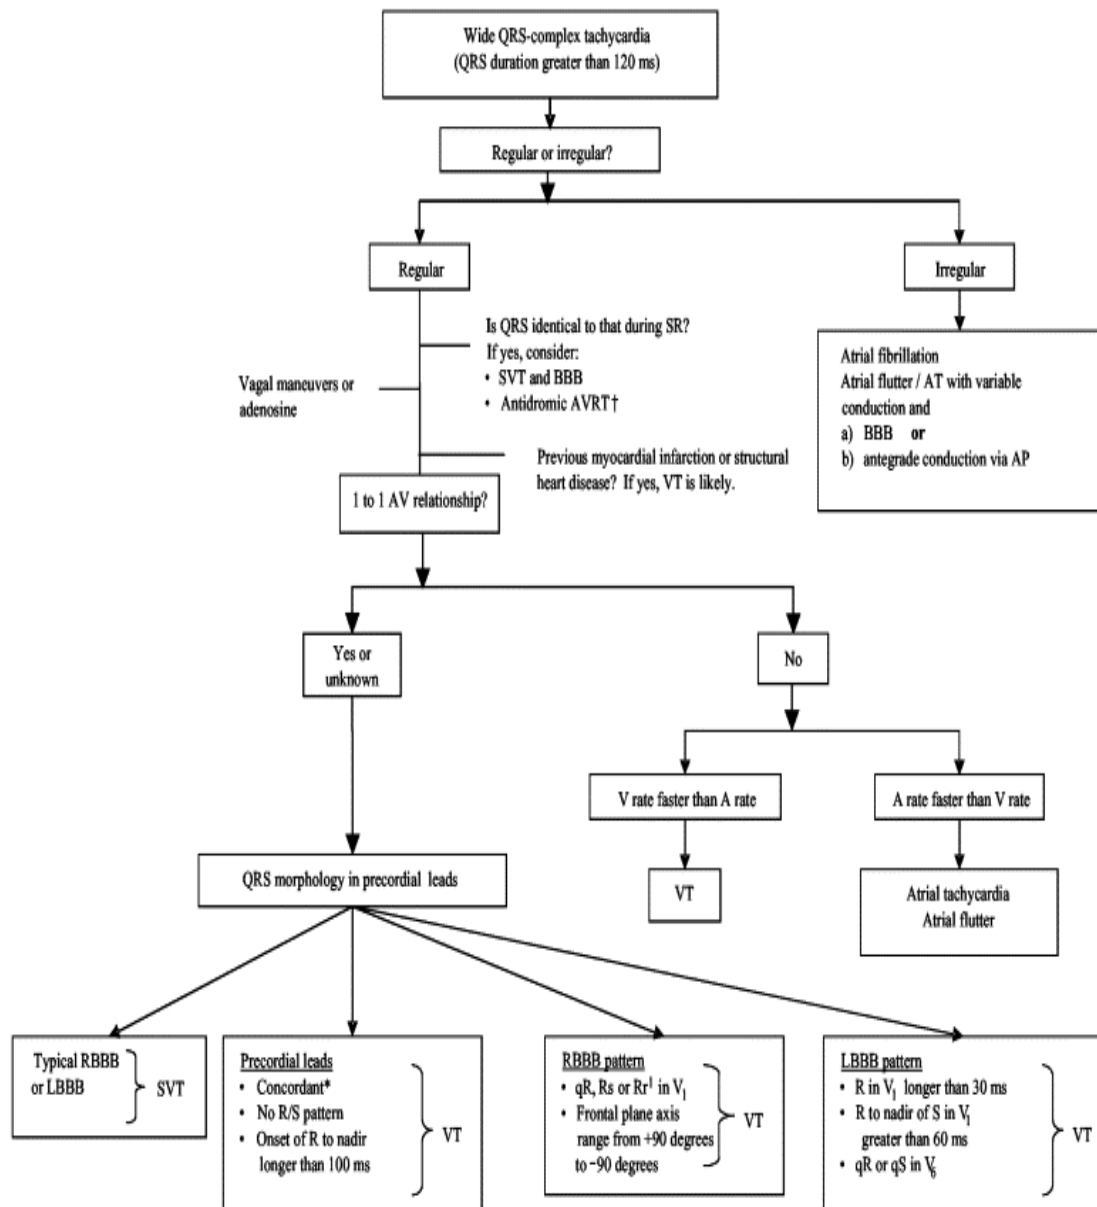 Wide QRS-complex tachycardia
(QRS duration greater than 120 ms)
Regular or irregular?
Regular
Irregular
Is QRS identical to that during SR?
If yes, consider:
• SVT and BBB
• Antidromic AVRT†
Vagal maneuvers or
adenosine
Previous myocardial infarction or structural
heart disease? If yes, VT is likely.
Atrial fibrillation
Atrial flutter / AT with variable
conduction and
a) BBB or
b) antegrade conduction via AP
1 to 1 AV relationship?
Yes or
unknown
No
V rate faster than A rate
A rate faster than V rate
VT
Atrial tachycardia
Atrial flutter
QRS morphology in precordial leads
Typical RBBB
or LBBB
SVT
Precordial leads
• Concordant*
• No R/S pattern
• Onset of R to nadir
longer than 100 ms
VT
RBBB pattern
• qR, Rs or Rr¹ in V₁
• Frontal plane axis
range from +90 degrees
to −90 degrees
VT
LBBB pattern
• R in V₁ longer than 30 ms
• R to nadir of S in V₁
greater than 60 ms
• qR or qS in V₆
VT